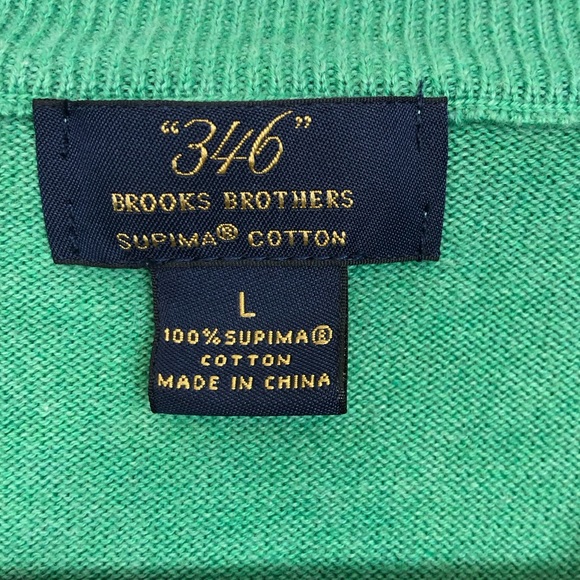 "346"
BROOKS BROTHERS
SUPIMA® COTTON
L
100% SUPIMA®
COTTON
MADE IN CHINA